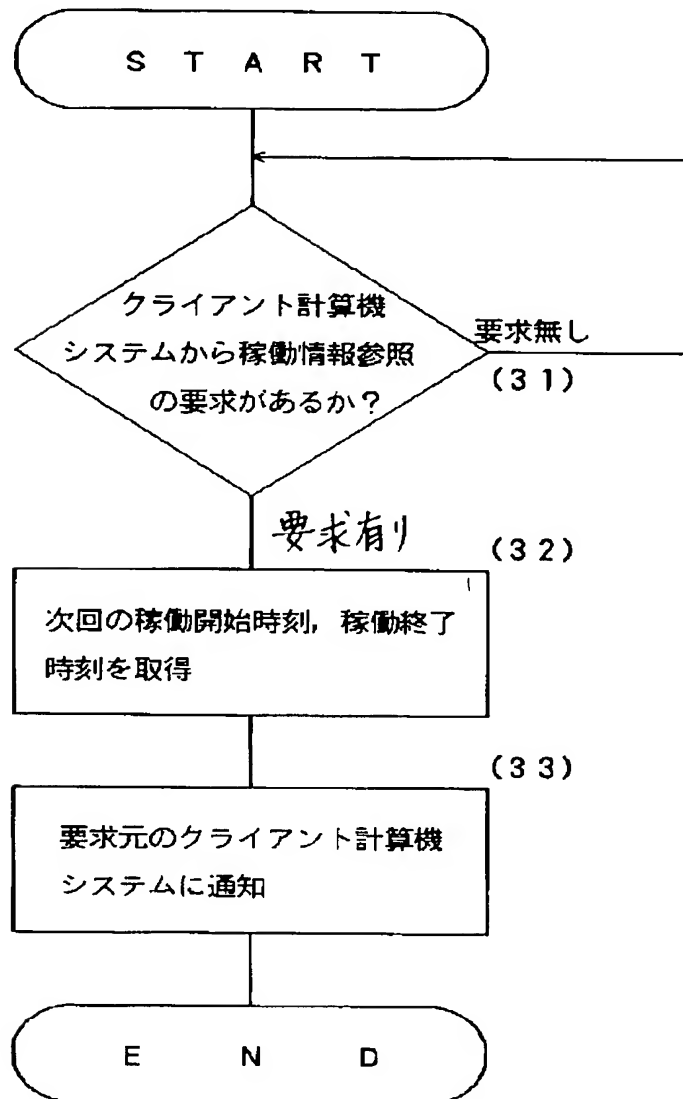 START
クライアント計算機
システムから稼働情報参照
の要求があるか？
要求無し
(31)
要求有り
(32)
次回の稼働開始時刻，稼働終了
時刻を取得
(33)
要求元のクライアント計算機
システムに通知
END